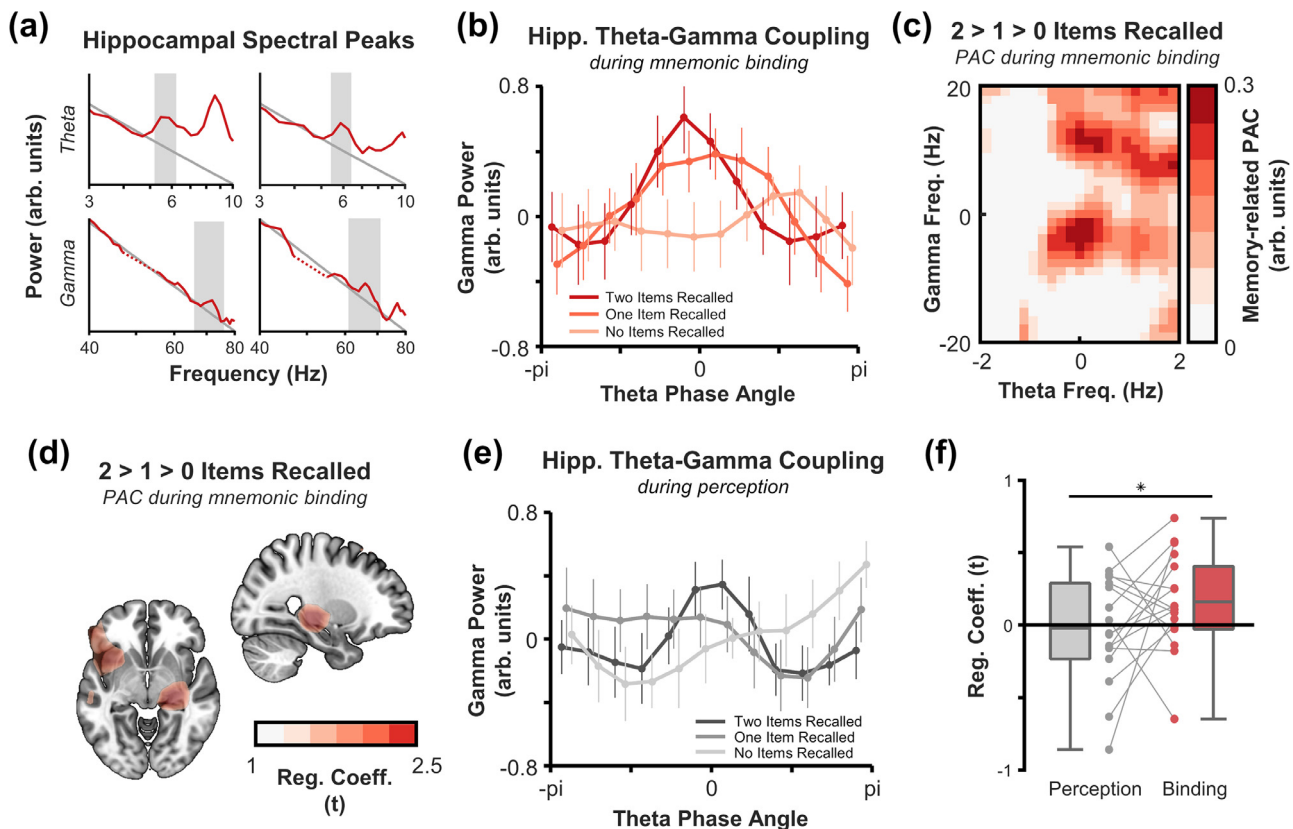 (a)
Hippocampal Spectral Peaks
Power (arb. units)
Theta
3 6 10 3 6 10
Gamma
40 60 80 40 60 80
Frequency (Hz)
(b)
Hipp. Theta-Gamma Coupling
during mnemonic binding
Gamma Power
(arb. units)
0.8
0
-0.8
Two Items Recalled
One Item Recalled
No Items Recalled
-pi 0 pi
Theta Phase Angle
(c)
2 > 1 > 0 Items Recalled
PAC during mnemonic binding
Gamma Freq. (Hz)
20
0
-20
-2 0 2
Theta Freq. (Hz)
0.3
0
Memory-related PAC
(arb. units)
(d)
2 > 1 > 0 Items Recalled
PAC during mnemonic binding
1 2.5
Reg. Coeff.
(t)
(e)
Hipp. Theta-Gamma Coupling
during perception
Gamma Power
(arb. units)
0.8
0
-0.8
Two Items Recalled
One Item Recalled
No Items Recalled
-pi 0 pi
Theta Phase Angle
(f)
Reg. Coeff. (t)
1
0
-1
*
Perception Binding